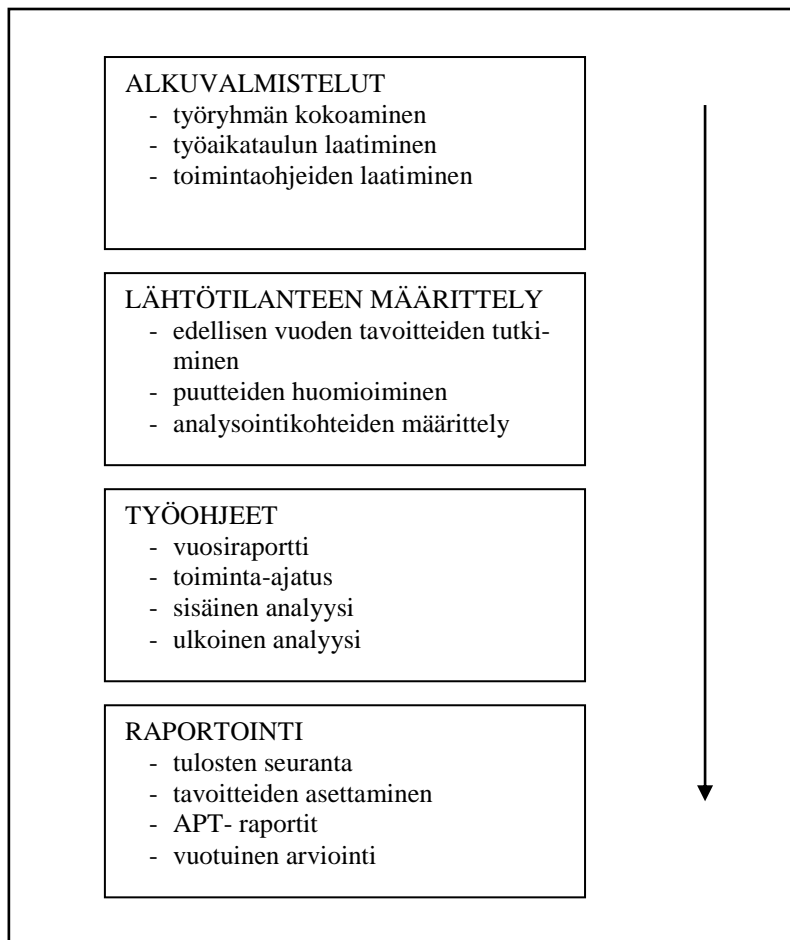 ALKUVALMISTELUT
- työryhmän kokoaminen
- työaikataulun laatiminen
- toimintaohjeiden laatiminen
LÄHTÖTILANTEEN MÄÄRITTELY
- edellisen vuoden tavoitteiden tutki-
minen
- puutteiden huomioiminen
- analysointikohteiden määrittely
TYÖOHJEET
- vuosiraportti
- toiminta-ajatus
- sisäinen analyysi
- ulkoinen analyysi
RAPORTOINTI
- tulosten seuranta
- tavoitteiden asettaminen
- APT- raportit
- vuotuinen arviointi